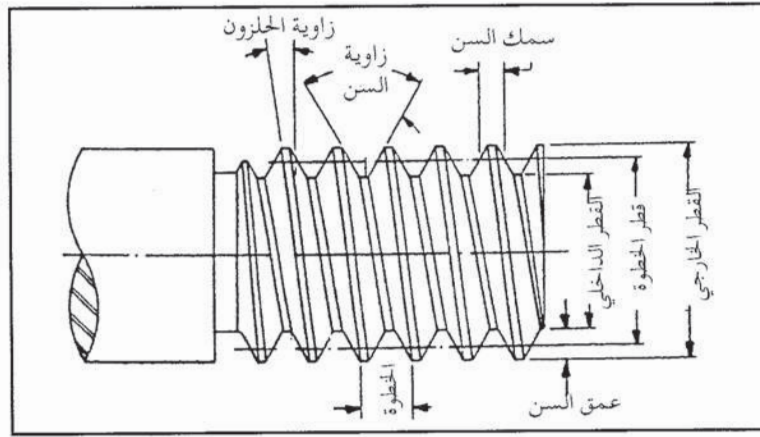 زاوية الحلزون
زاوية
السن
سمك السن
القطر الداخلي
قطر الخطوة
القطر الخارجي
الخطوة
عمق السن